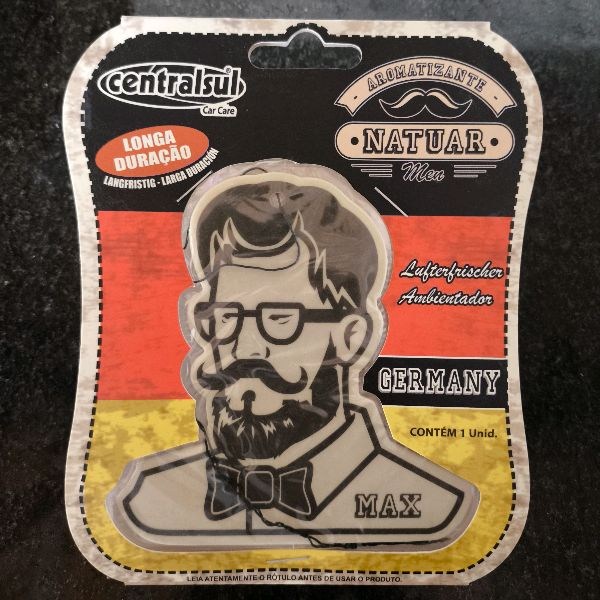 centralsul®
Car Care
LONGA
DURAÇÃO
LANGFRISTIG - LARGA DURACIÓN
AROMATIZANTE
NATUAR
Men
Lufterfrischer
Ambientador
GERMANY
CONTÉM 1 Unid.
MAX
LEIA ATENTAMENTE O RÓTULO ANTES DE USAR O PRODUTO.